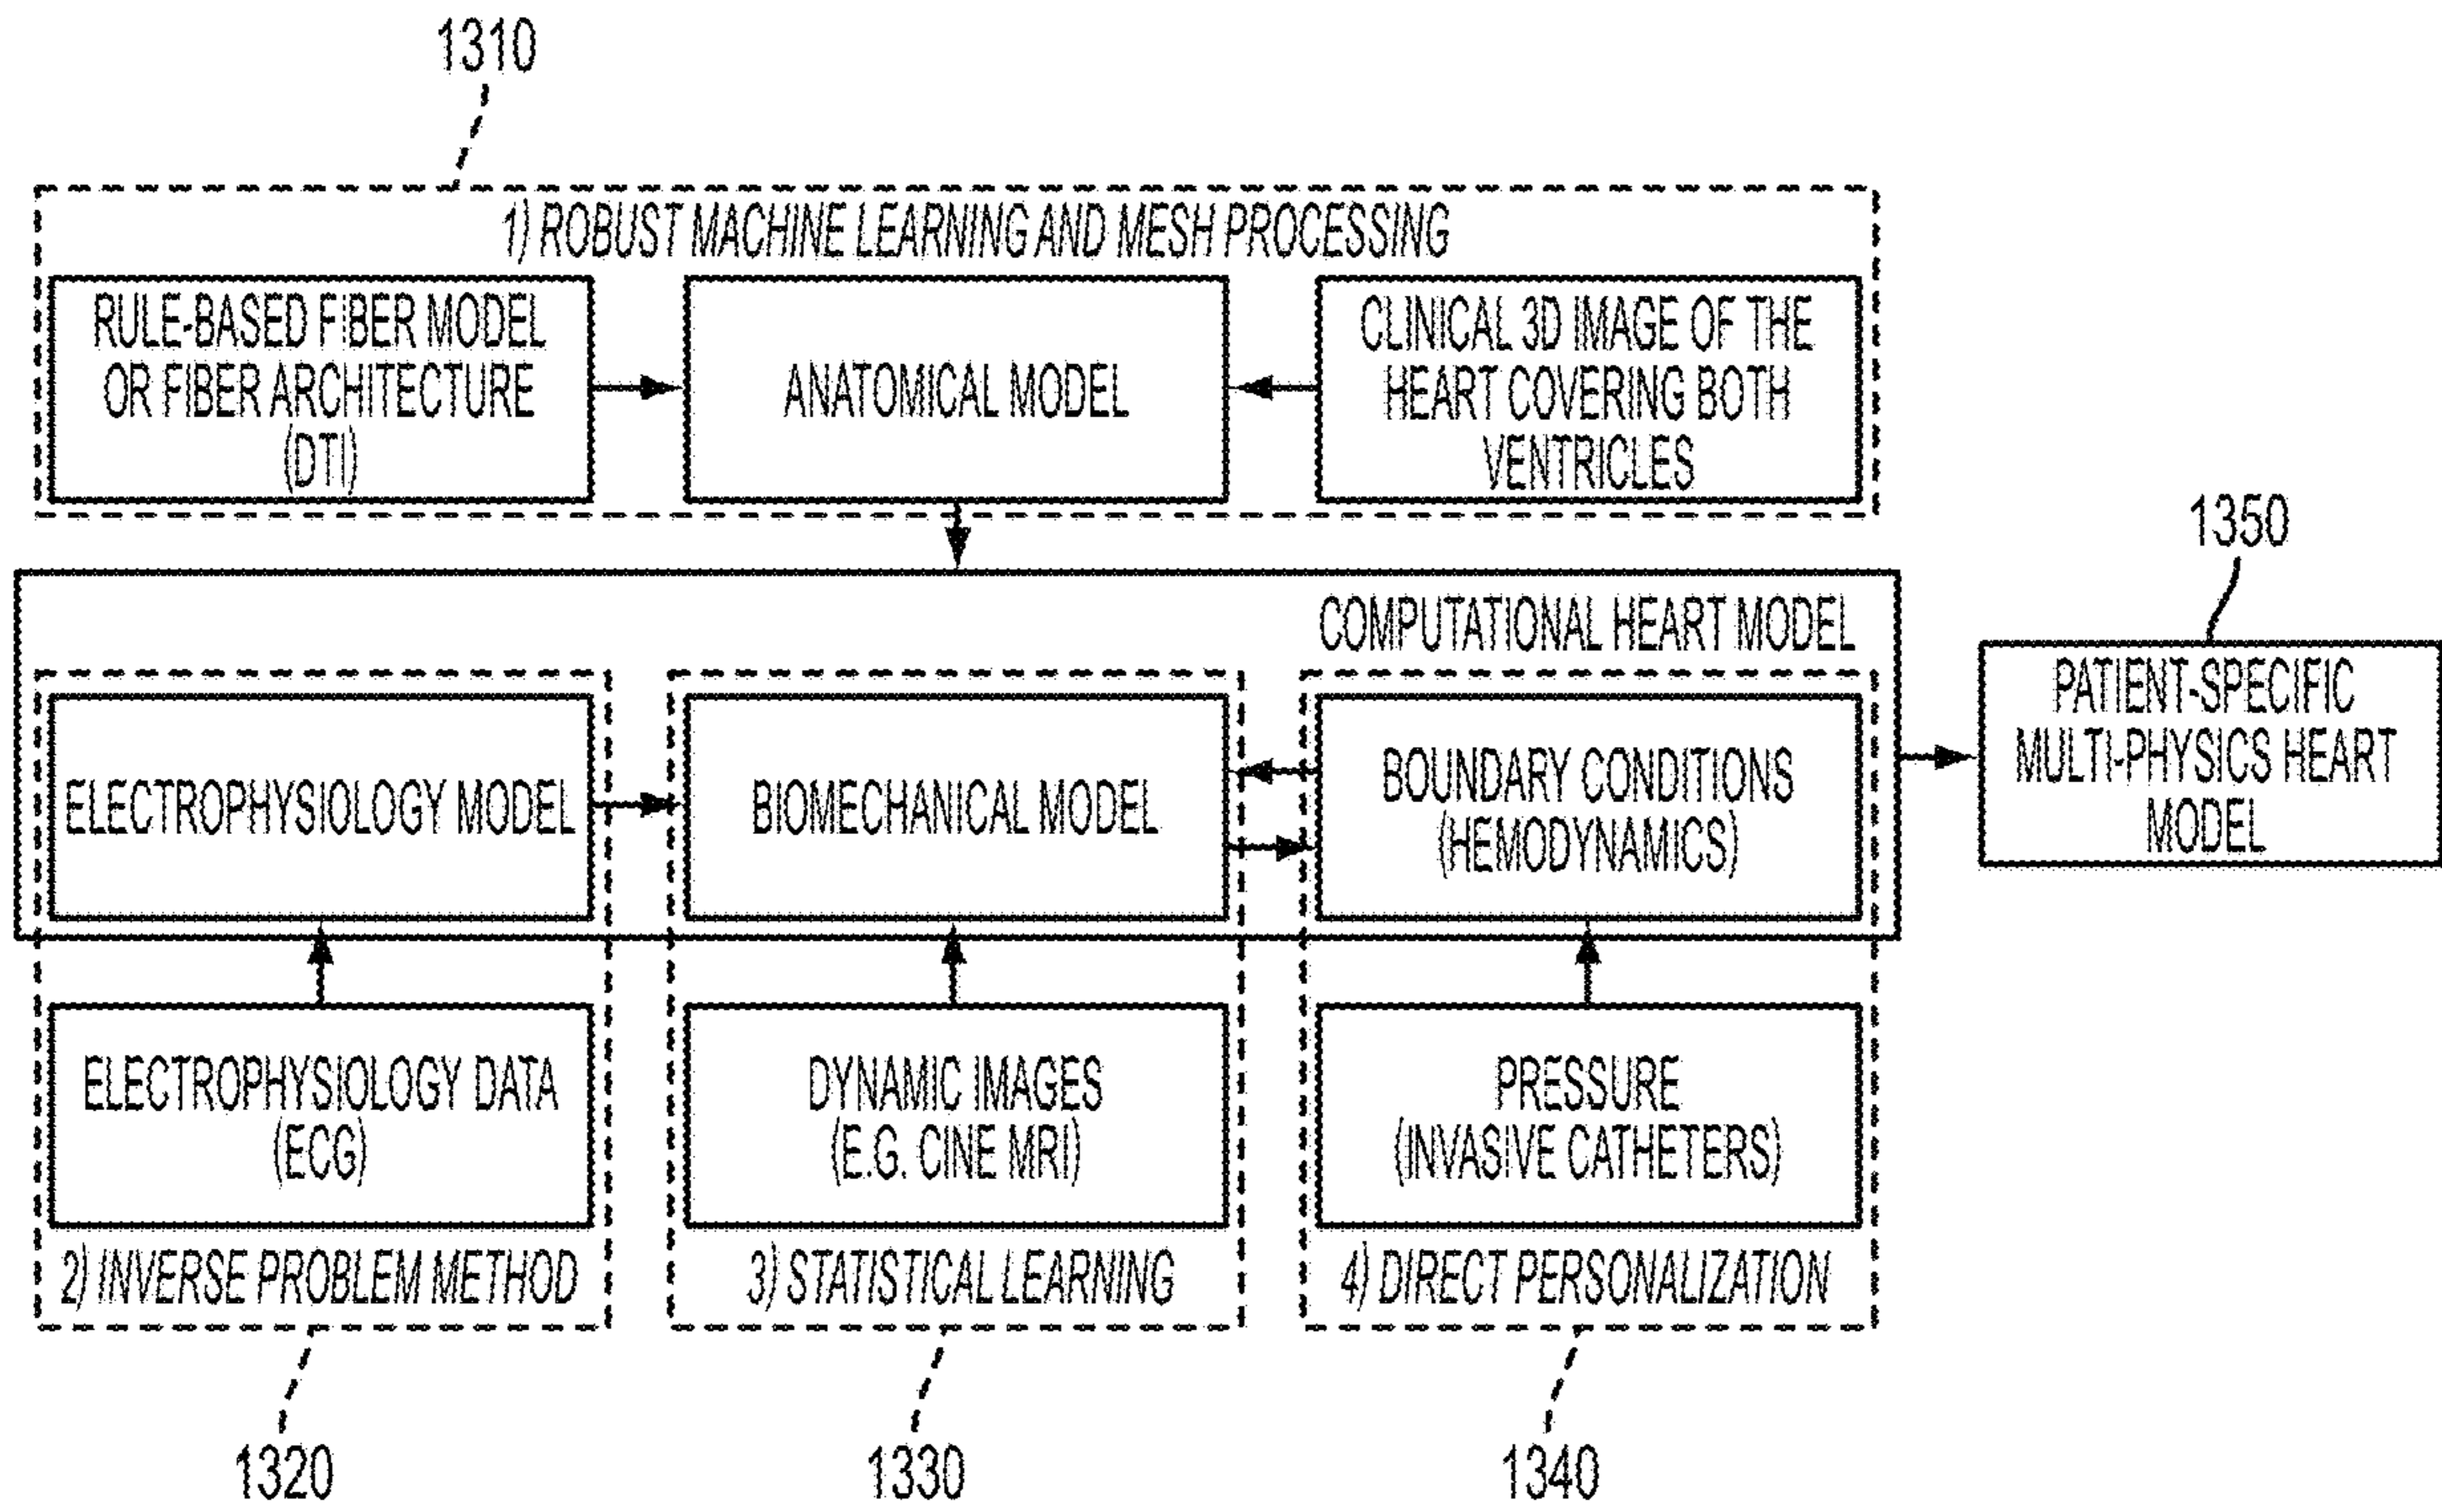 1310
1) ROBUST MACHINE LEARNING AND MESH PROCESSING
RULE-BASED FIBER MODEL
OR FIBER ARCHITECTURE
(DTI)
ANATOMICAL MODEL
CLINICAL 3D IMAGE OF THE
HEART COVERING BOTH
VENTRICLES
COMPUTATIONAL HEART MODEL
1350
ELECTROPHYSIOLOGY MODEL
BIOMECHANICAL MODEL
BOUNDARY CONDITIONS
(HEMODYNAMICS)
PATIENT-SPECIFIC
MULTI-PHYSICS HEART
MODEL
ELECTROPHYSIOLOGY DATA
(ECG)
DYNAMIC IMAGES
(E.G. CINE MRI)
PRESSURE
(INVASIVE CATHETERS)
2) INVERSE PROBLEM METHOD
3) STATISTICAL LEARNING
4) DIRECT PERSONALIZATION
1320
1330
1340